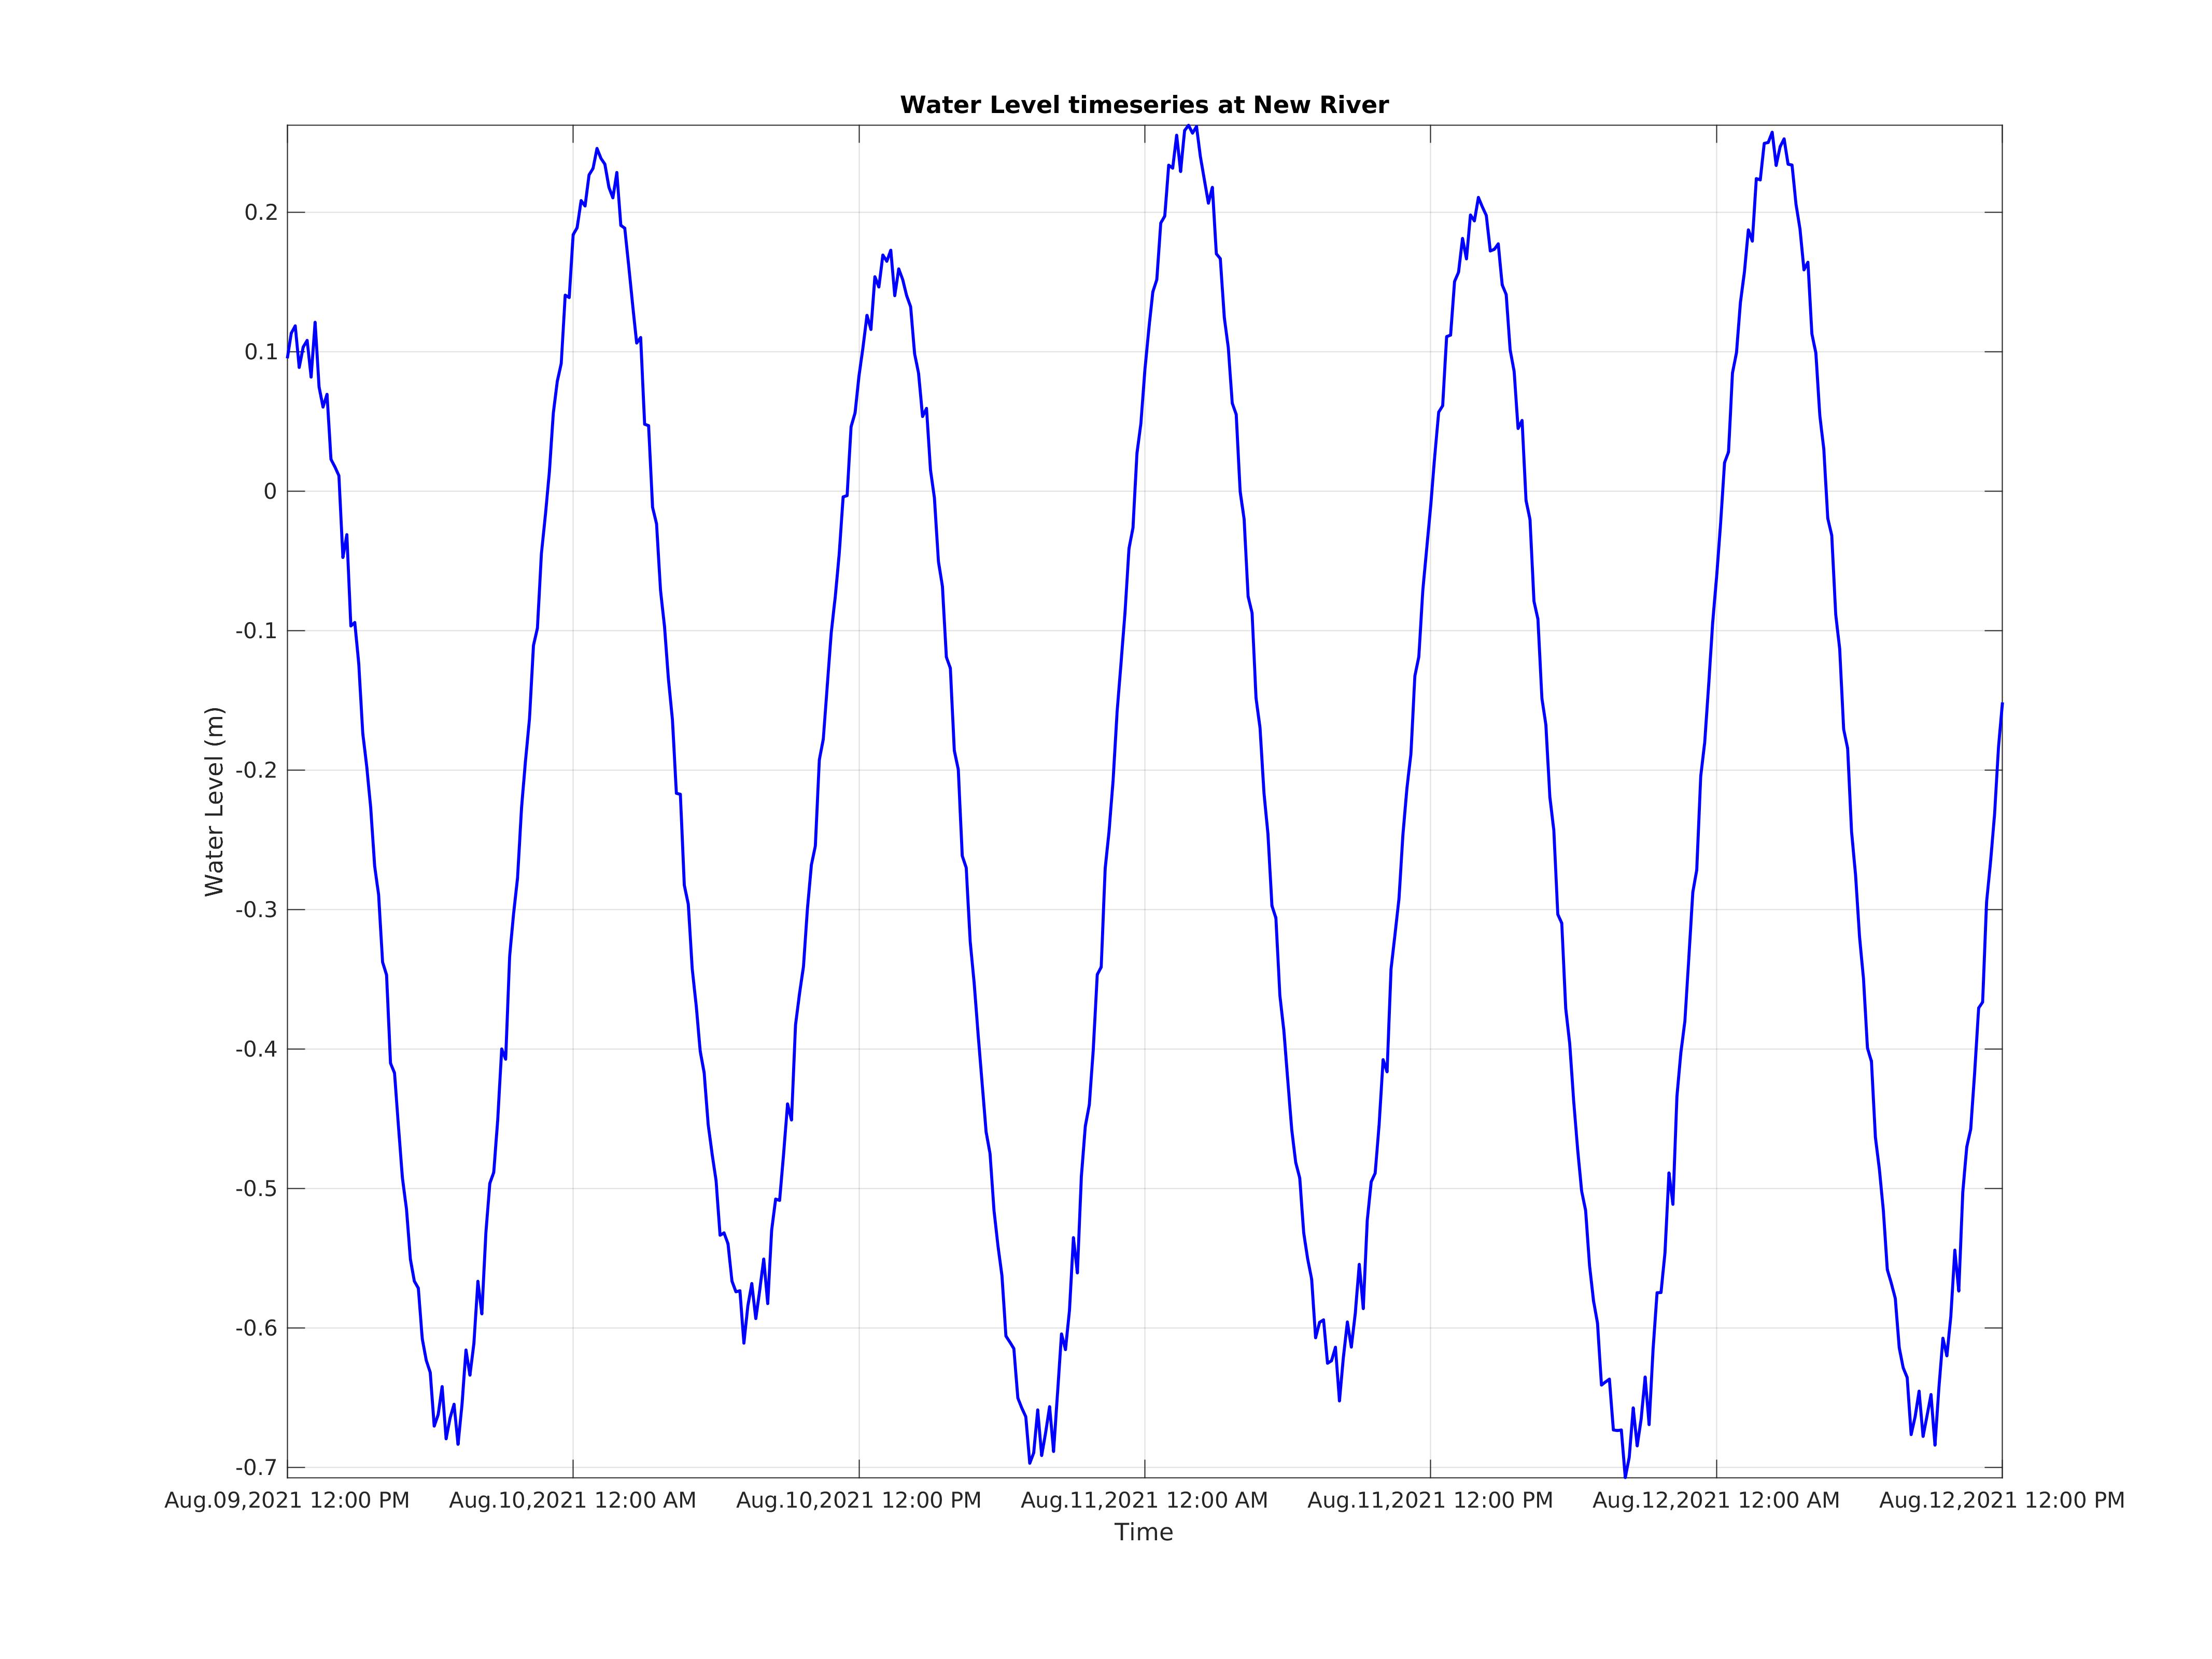 Water Level timeseries at New River
0.2
0.1
0
-0.1
-0.2
-0.3
-0.4
-0.5
-0.6
-0.7
Water Level (m)
Aug.09,2021 12:00 PM Aug.10,2021 12:00 AM Aug.10,2021 12:00 PM Aug.11,2021 12:00 AM Aug.11,2021 12:00 PM Aug.12,2021 12:00 AM Aug.12,2021 12:00 PM
Time